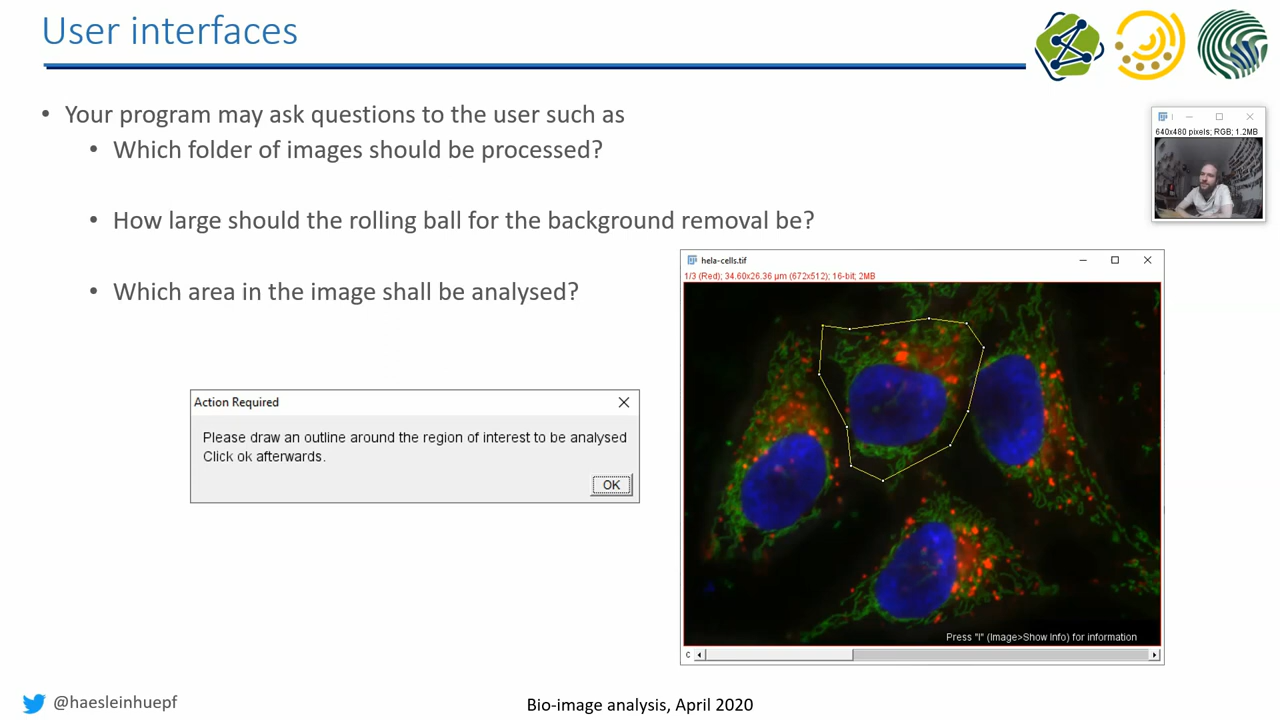 User interfaces
• Your program may ask questions to the user such as
• Which folder of images should be processed?
640x480 pixels; RGB; 1.2MB
• How large should the rolling ball for the background removal be?
• Which area in the image shall be analysed?
hela-cells.tif
1/3 (Red); 34.60x26.36 µm (672x512); 16-bit; 2MB
Action Required
Please draw an outline around the region of interest to be analysed
Click ok afterwards.
OK
Press "I" (Image>Show Info) for information
c
@haesleinhuepf
Bio-image analysis, April 2020